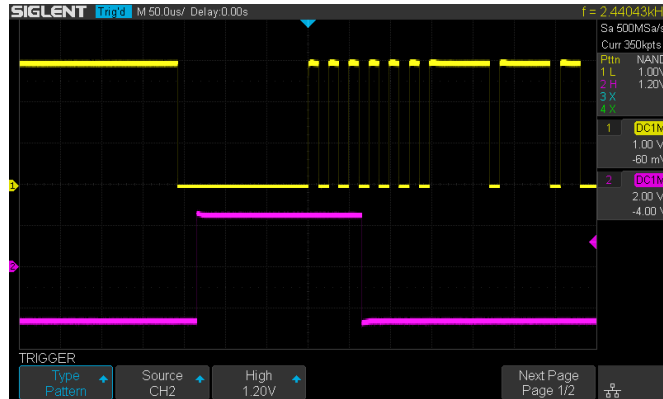 SIGLENT Trig'd M 50.0us/ Delay:0.00s f = 2.44043kH
Sa 500MSa/s
Curr 350kpts
Pttn NAND
1 L 1.00V
2 H 1.20V
3 X
4 X
1 DC1M
1.00 V
-60 mV
2 DC1M
2.00 V
-4.00 V
1
2
TRIGGER
Type Source High Next Page
Pattern CH2 1.20V Page 1/2